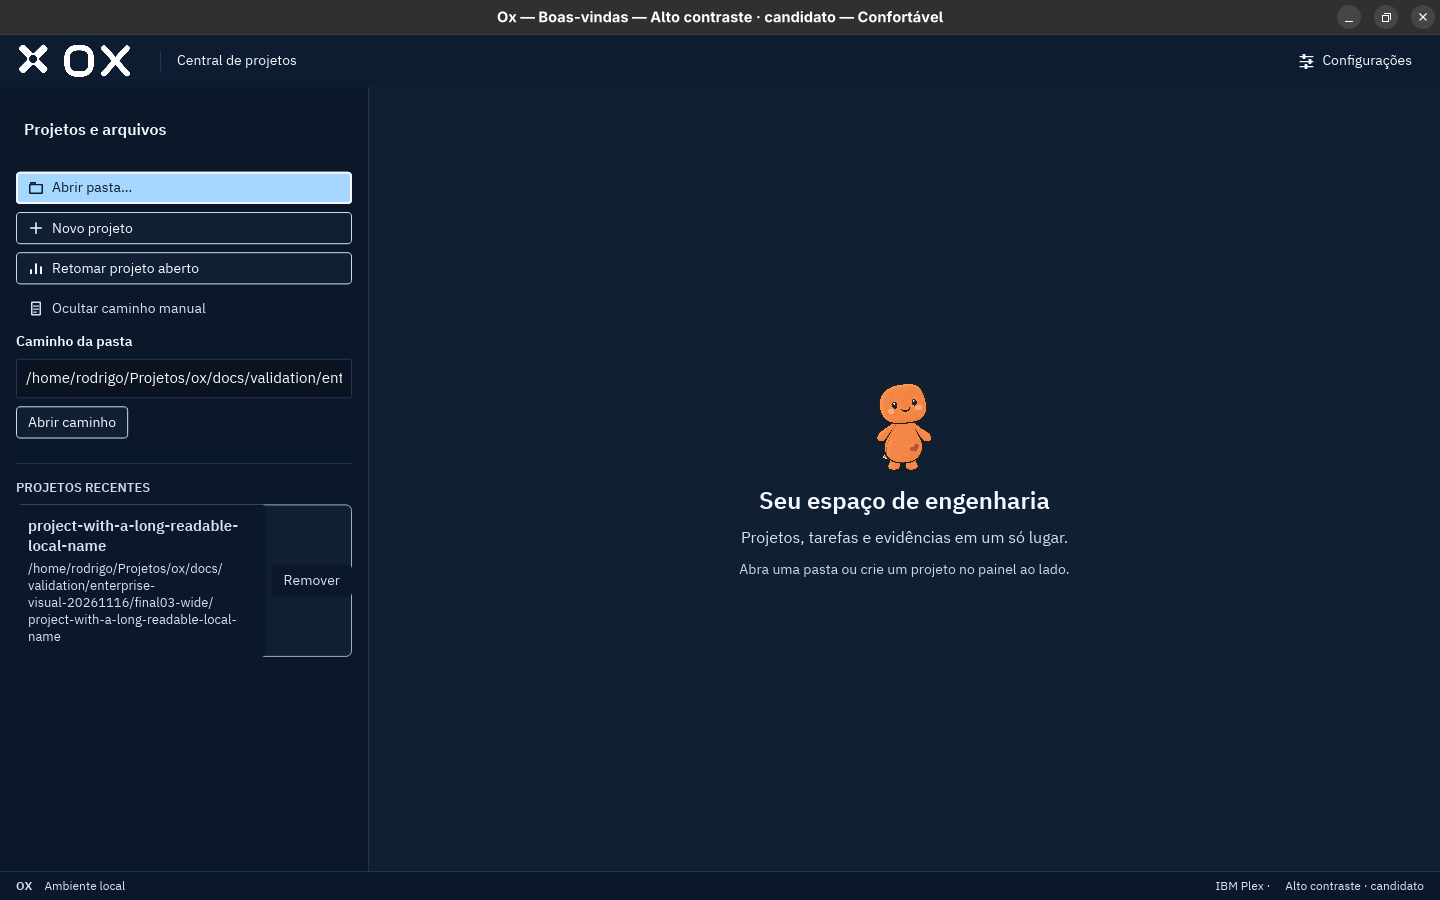 Ox — Boas-vindas — Alto contraste · candidato — Confortável
OX
Central de projetos
Configurações
Projetos e arquivos
Abrir pasta...
Novo projeto
Retomar projeto aberto
Ocultar caminho manual
Caminho da pasta
/home/rodrigo/Projetos/ox/docs/validation/ent
Abrir caminho
PROJETOS RECENTES
project-with-a-long-readable-
local-name
/home/rodrigo/Projetos/ox/docs/
validation/enterprise-
visual-20261116/final03-wide/
project-with-a-long-readable-local-
name
Remover
Seu espaço de engenharia
Projetos, tarefas e evidências em um só lugar.
Abra uma pasta ou crie um projeto no painel ao lado.
OX Ambiente local
IBM Plex · Alto contraste · candidato